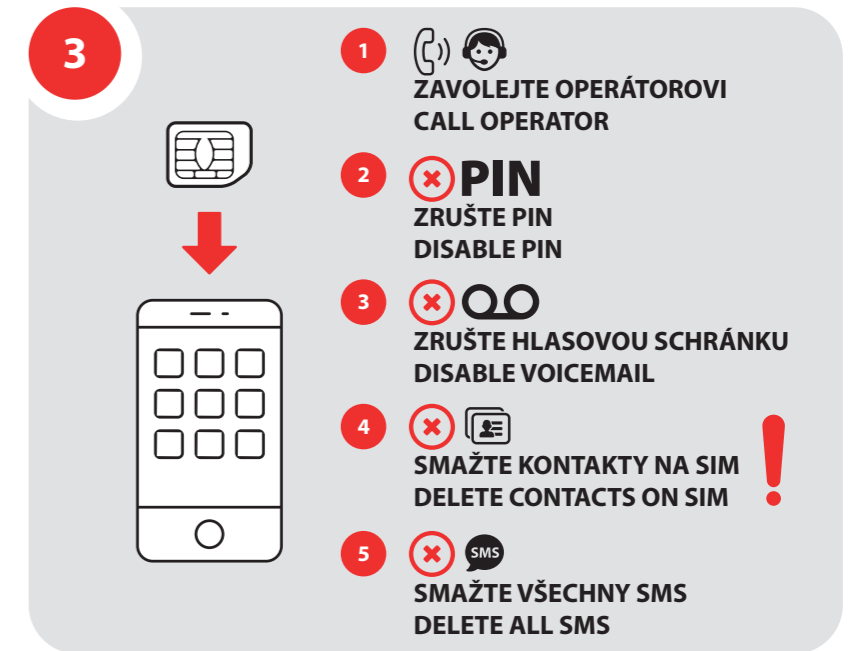 3
1
ZAVOLEJTE OPERÁTOROVI
CALL OPERATOR
2
PIN
ZRUŠTE PIN
DISABLE PIN
3
ZRUŠTE HLASOVOU SCHRÁNKU
DISABLE VOICEMAIL
4
SMAŽTE KONTAKTY NA SIM
DELETE CONTACTS ON SIM
!
5
SMS
SMAŽTE VŠECHNY SMS
DELETE ALL SMS